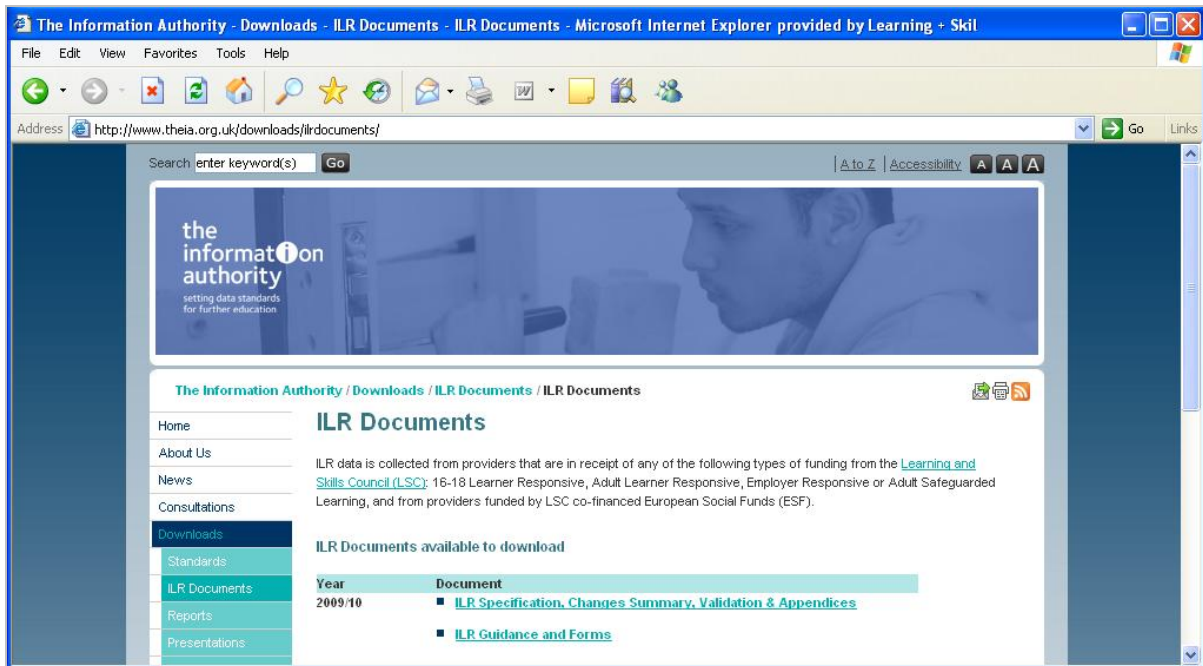 The Information Authority - Downloads - ILR Documents - ILR Documents - Microsoft Internet Explorer provided by Learning + Skil
File Edit View Favorites Tools Help
Address http://www.theia.org.uk/downloads/ilrdocuments/ Go Links
Search enter keyword(s) Go A to Z Accessibility A A A
the
information
authority
setting data standards
for further education
The Information Authority / Downloads / ILR Documents / ILR Documents
Home
About Us
News
Consultations
Downloads
Standards
ILR Documents
Reports
Presentations
ILR Documents
ILR data is collected from providers that are in receipt of any of the following types of funding from the Learning and
Skills Council (LSC): 16-18 Learner Responsive, Adult Learner Responsive, Employer Responsive or Adult Safeguarded
Learning, and from providers funded by LSC co-financed European Social Funds (ESF).
ILR Documents available to download
Year Document
2009/10 ILR Specification, Changes Summary, Validation & Appendices
ILR Guidance and Forms